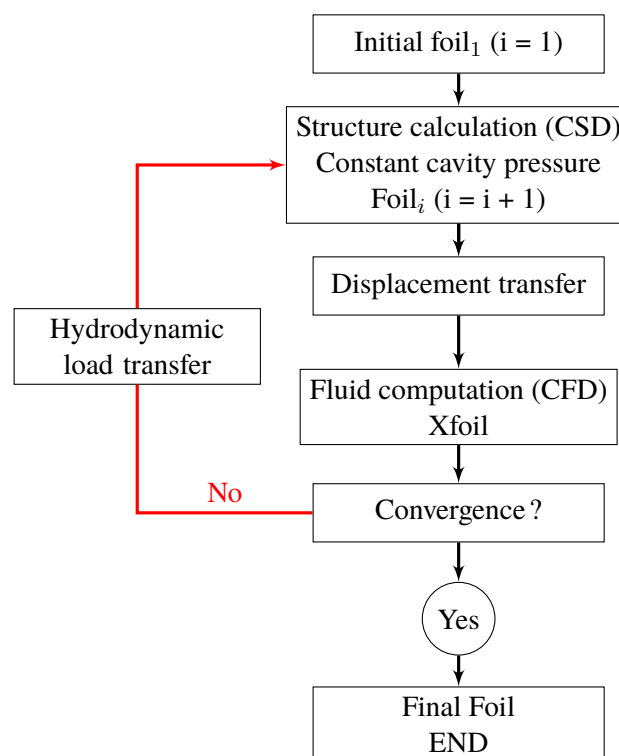 Initial foil₁ (i = 1)
Structure calculation (CSD)
Constant cavity pressure
Foilᵢ (i = i + 1)
Displacement transfer
Hydrodynamic
load transfer
Fluid computation (CFD)
Xfoil
No
Convergence ?
Yes
Final Foil
END